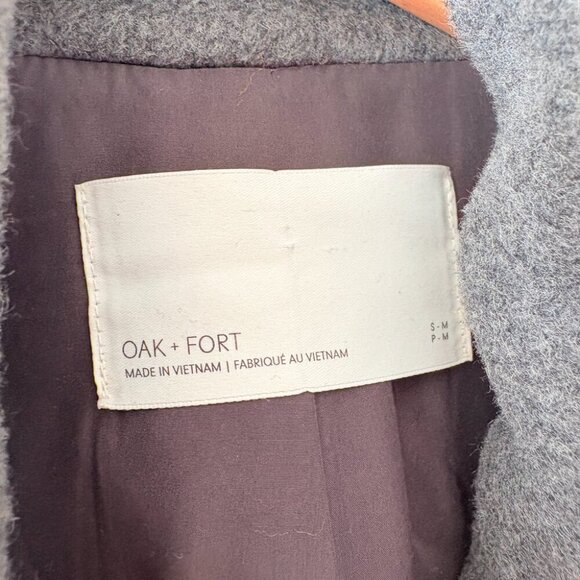 OAK + FORT
MADE IN VIETNAM | FABRIQUÉ AU VIETNAM
S - M
P - M